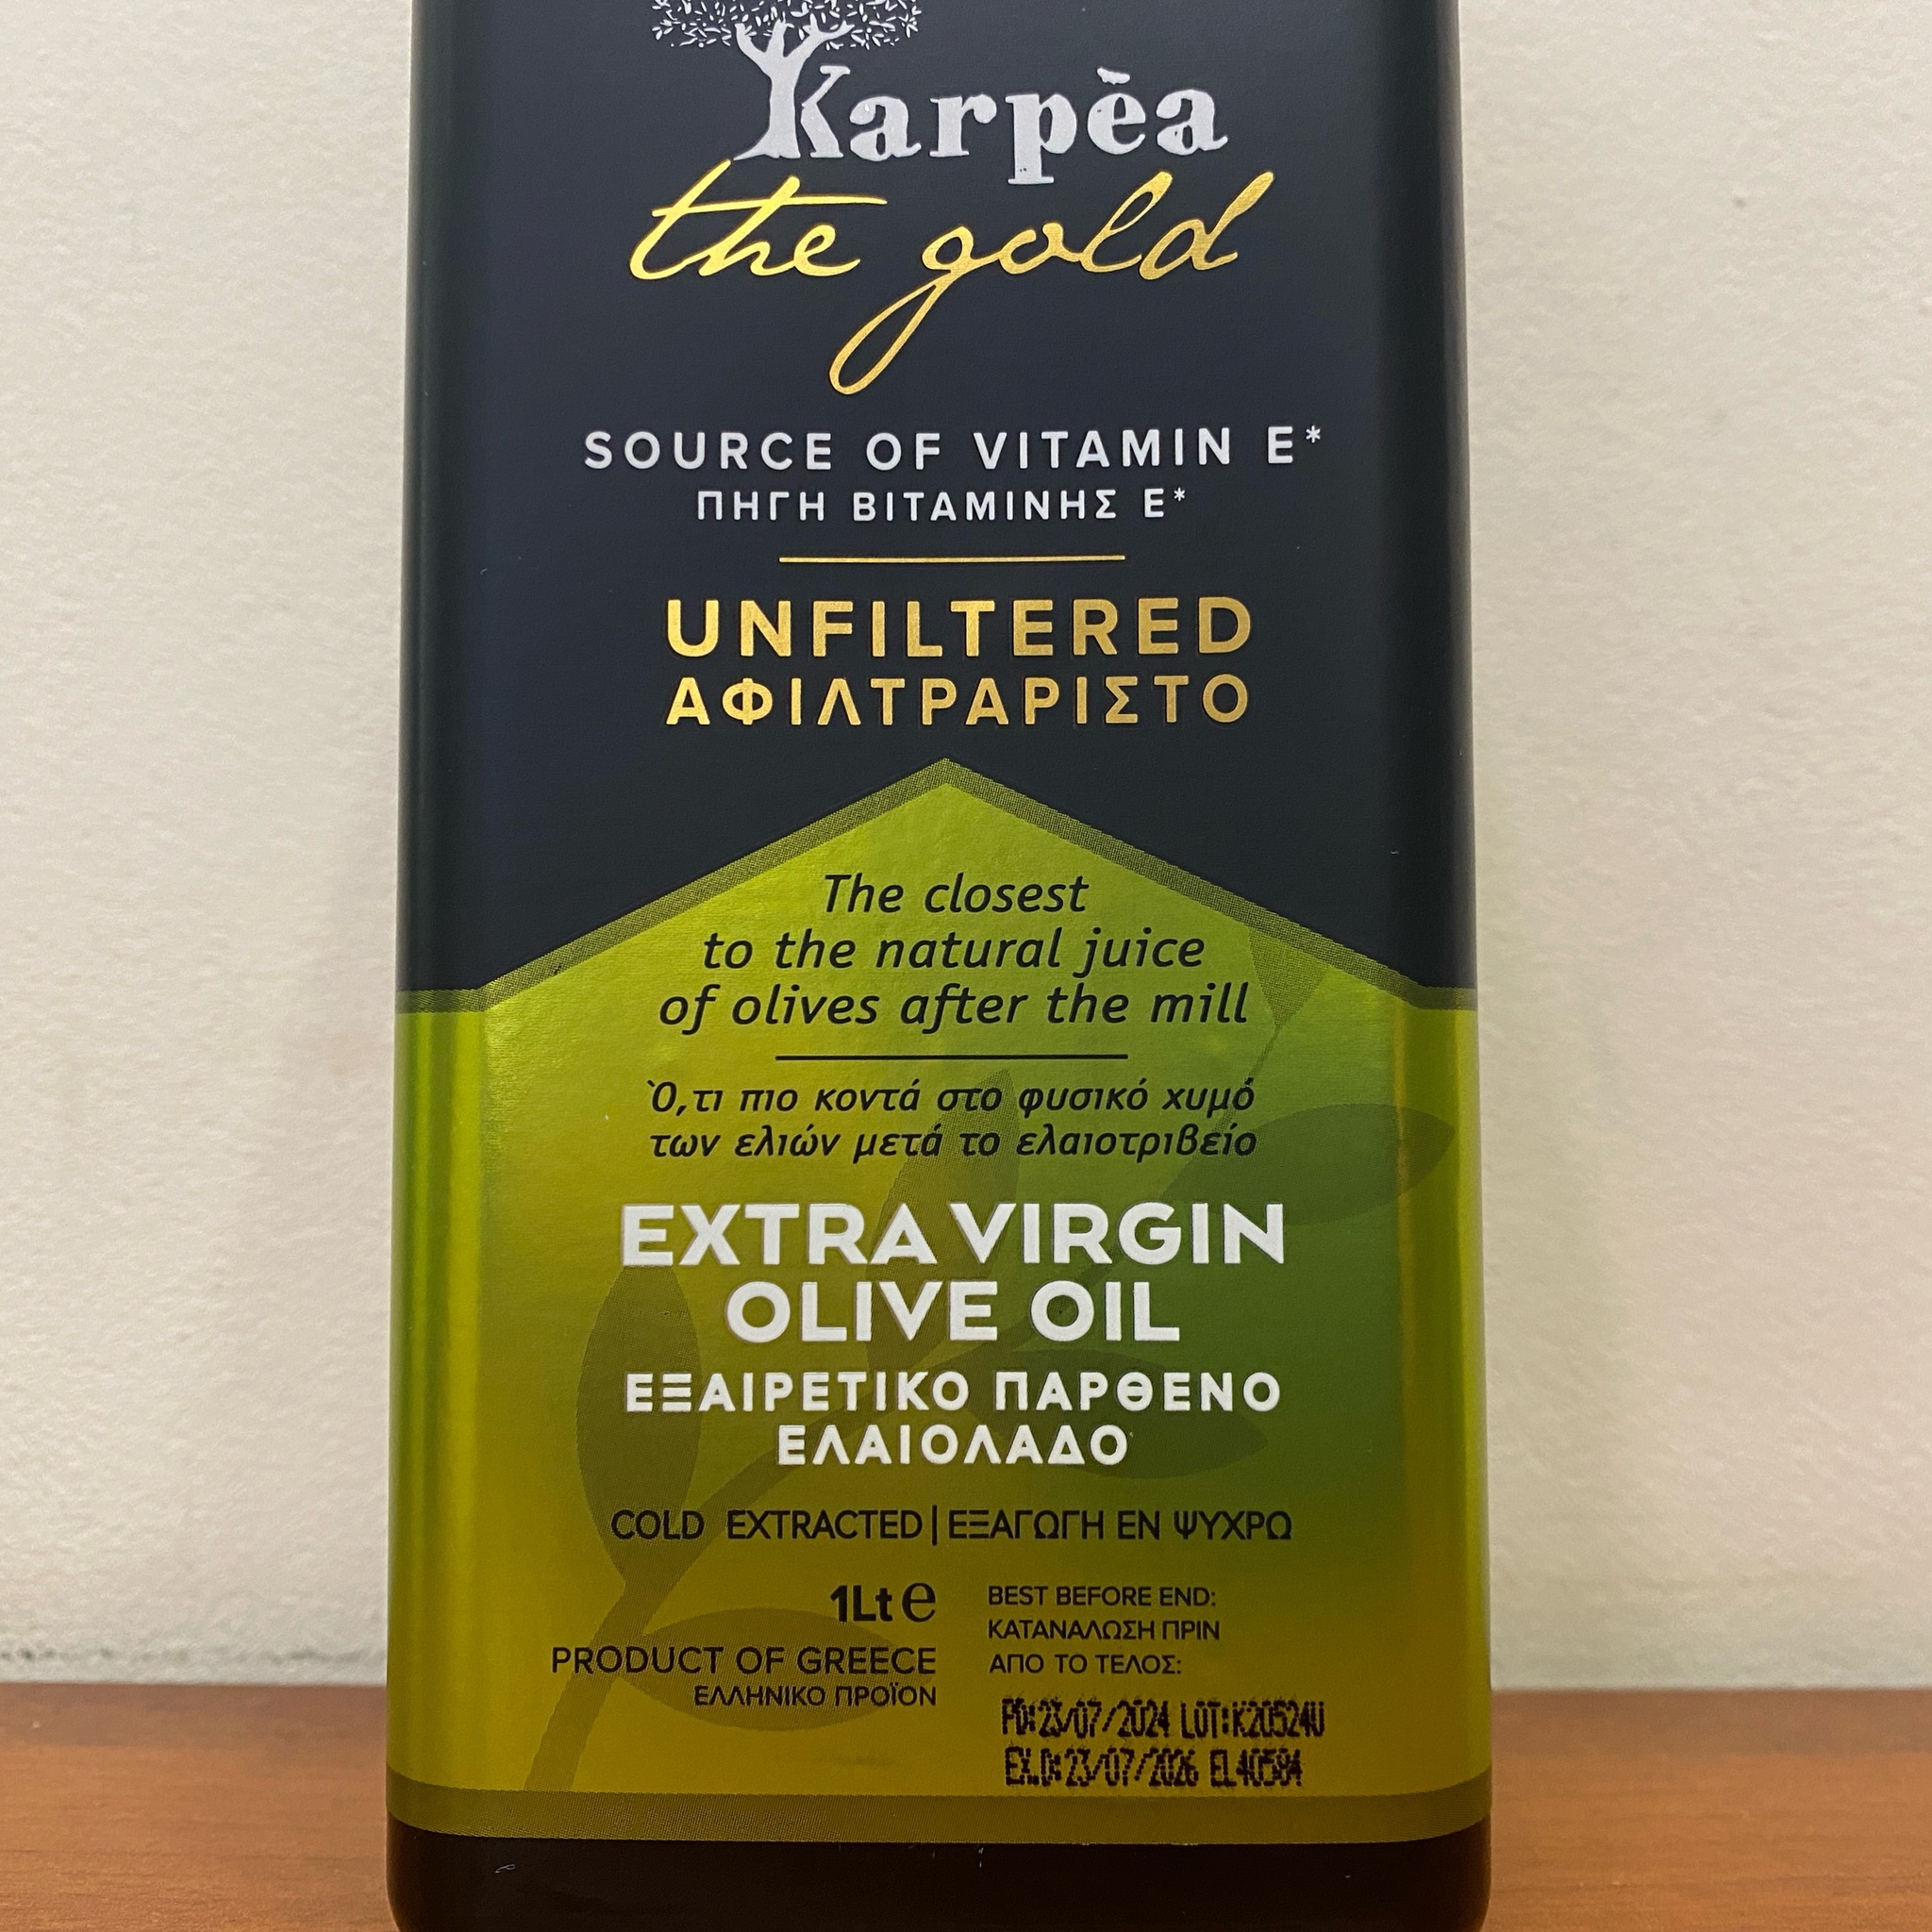 Karpèa
the gold
SOURCE OF VITAMIN E*
ΠΗΓΗ ΒΙΤΑΜΙΝΗΣ Ε*
UNFILTERED
ΑΦΙΛΤΡΑΡΙΣΤΟ
The closest
to the natural juice
of olives after the mill
Ὸ,τι πιο κοντά στο φυσικό χυμό
των ελιών μετά το ελαιοτριβείο
EXTRA VIRGIN
OLIVE OIL
ΕΞΑΙΡΕΤΙΚΟ ΠΑΡΘΕΝΟ
ΕΛΑΙΟΛΑΔΟ
COLD EXTRACTED|ΕΞΑΓΩΓΗ ΕΝ ΨΥΧΡΩ
1Lt e
PRODUCT OF GREECE
ΕΛΛΗΝΙΚΟ ΠΡΟΪΟΝ
BEST BEFORE END:
ΚΑΤΑΝΑΛΩΣΗ ΠΡΙΝ
ΑΠΟ ΤΟ ΤΕΛΟΣ:
PD:23/07/2024 LOT:K20524U
EX.D:23/07/2026 EL40584